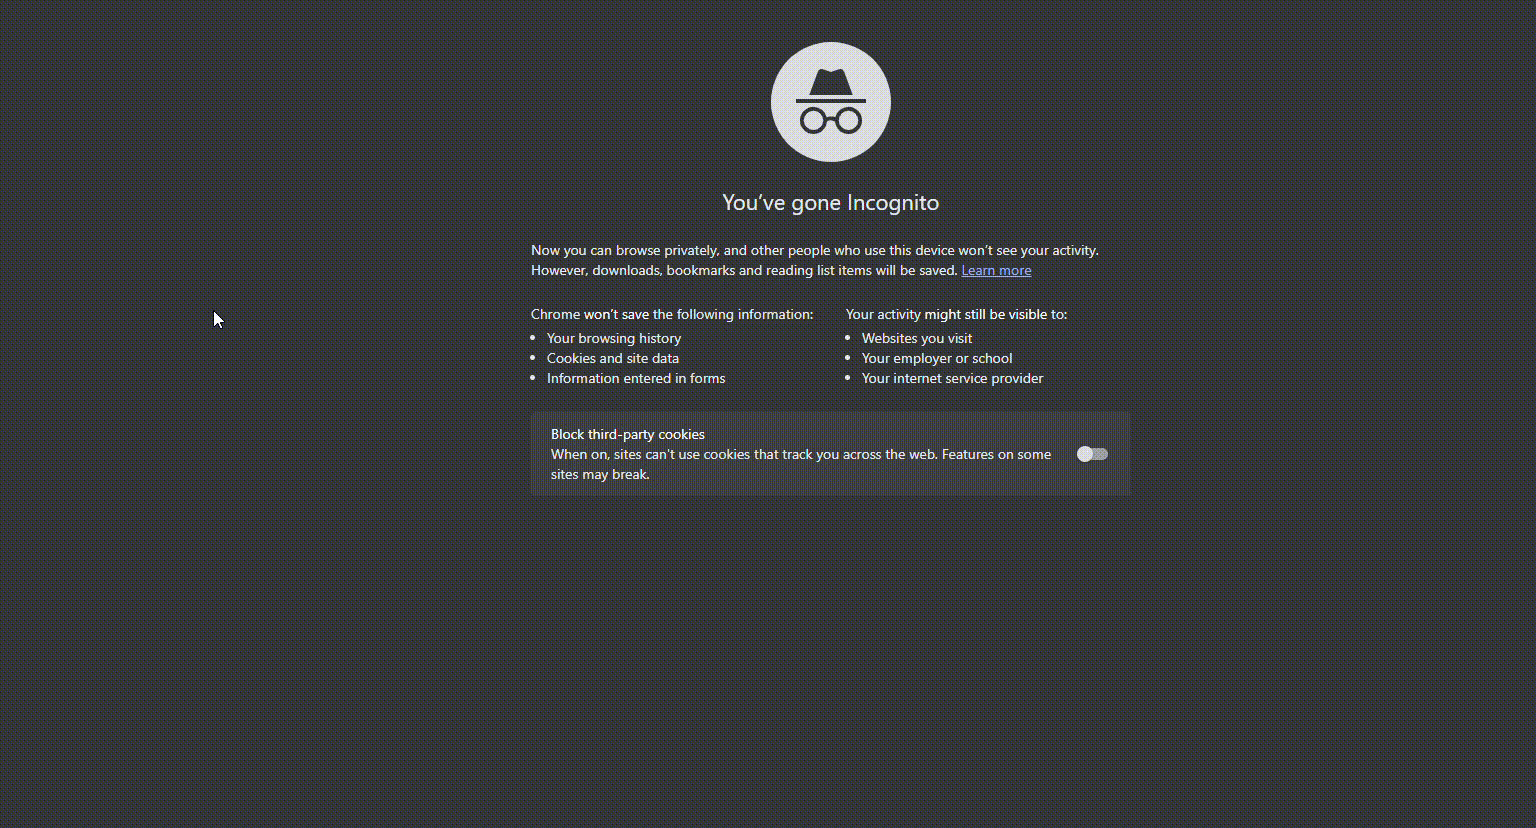 You’ve gone Incognito
Now you can browse privately, and other people who use this device won’t see your activity.
However, downloads, bookmarks and reading list items will be saved. Learn more
Chrome won’t save the following information:
Your browsing history
Cookies and site data
Information entered in forms
Your activity might still be visible to:
Websites you visit
Your employer or school
Your internet service provider
Block third-party cookies
When on, sites can't use cookies that track you across the web. Features on some
sites may break.